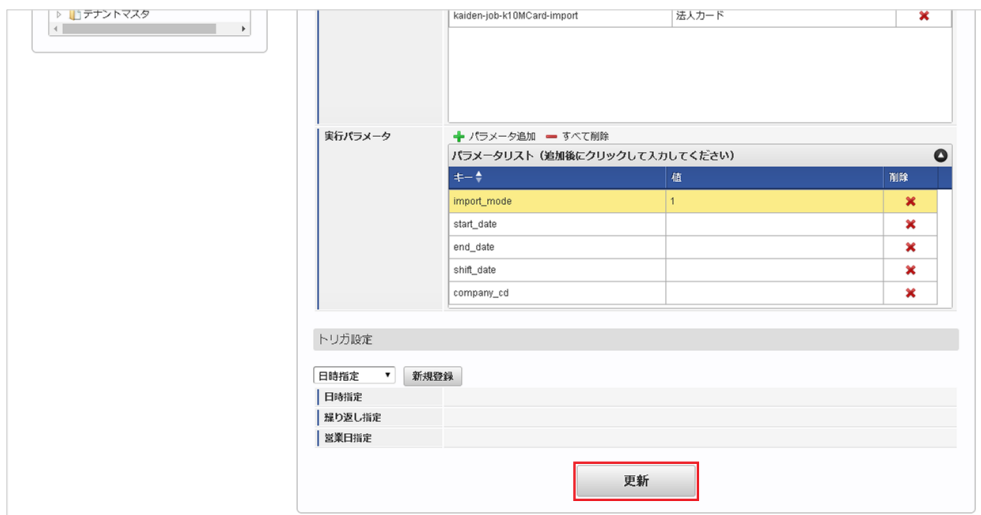 テナントマスタ
kaiden-job-k10MCard-import 法人カード
実行パラメータ
パラメータ追加 すべて削除
パラメータリスト（追加後にクリックして入力してください）
キー 値 削除
import_mode 1
start_date
end_date
shift_date
company_cd
トリガ設定
日時指定 新規登録
日時指定
繰り返し指定
営業日指定
更新